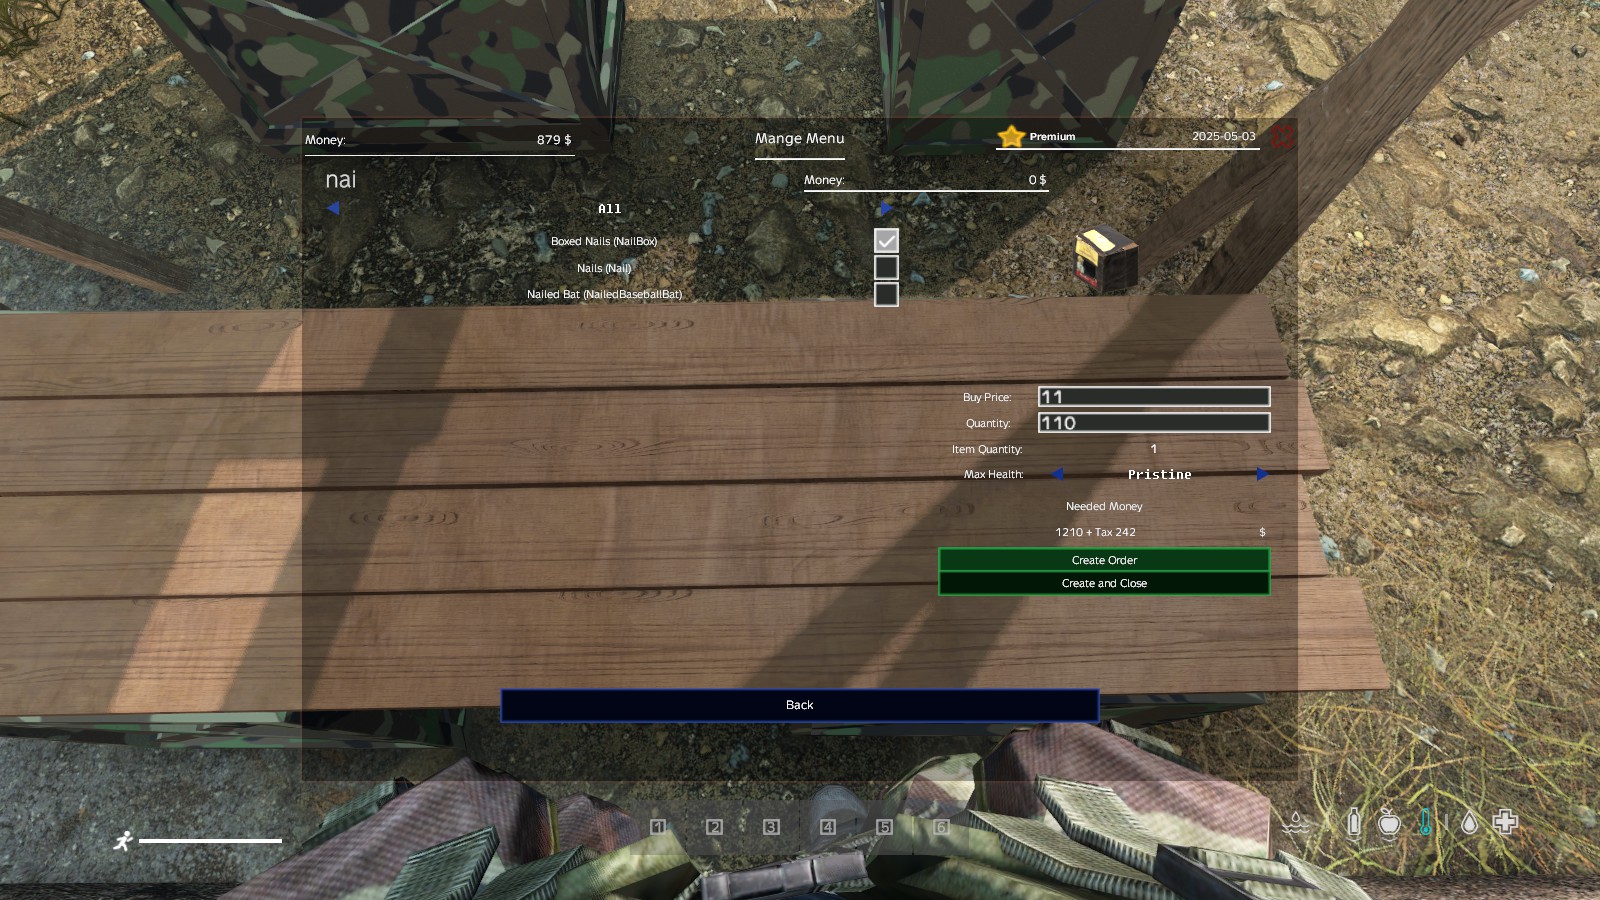 Money: 879 $
Mange Menu
Premium 2025-05-03
nai
Money: 0 $
All
Boxed Nails (NailBox)
Nails (Nail)
Nailed Bat (NailedBaseballBat)
Buy Price: 11
Quantity: 110
Item Quantity: 1
Max Health: Pristine
Needed Money
1210 + Tax 242 $
Create Order
Create and Close
Back
1 2 3 4 5 6